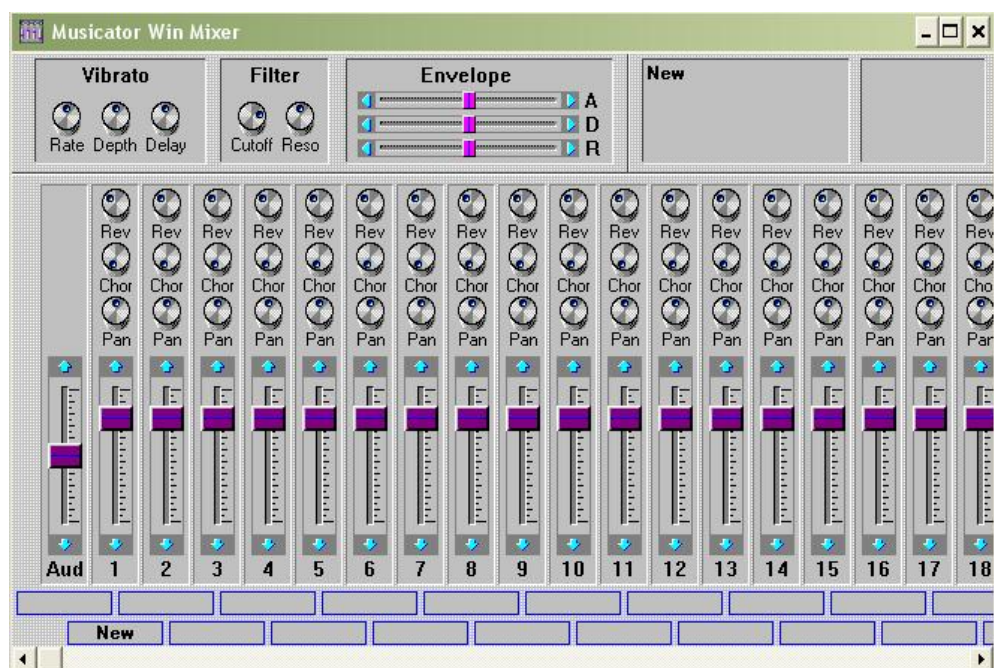 Musicator Win Mixer
Vibrato Filter Envelope New
A
D
R
Rate Depth Delay Cutoff Reso
Rev Rev Rev Rev Rev Rev Rev Rev Rev Rev Rev Rev Rev Rev Rev Rev Rev Rev
Chor Chor Chor Chor Chor Chor Chor Chor Chor Chor Chor Chor Chor Chor Chor Chor Chor Cho
Pan Pan Pan Pan Pan Pan Pan Pan Pan Pan Pan Pan Pan Pan Pan Pan Pan Pan
Aud 1 2 3 4 5 6 7 8 9 10 11 12 13 14 15 16 17 18
New